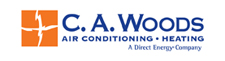 C. A. WOODS
AIR CONDITIONING • HEATING
A Direct Energy Company